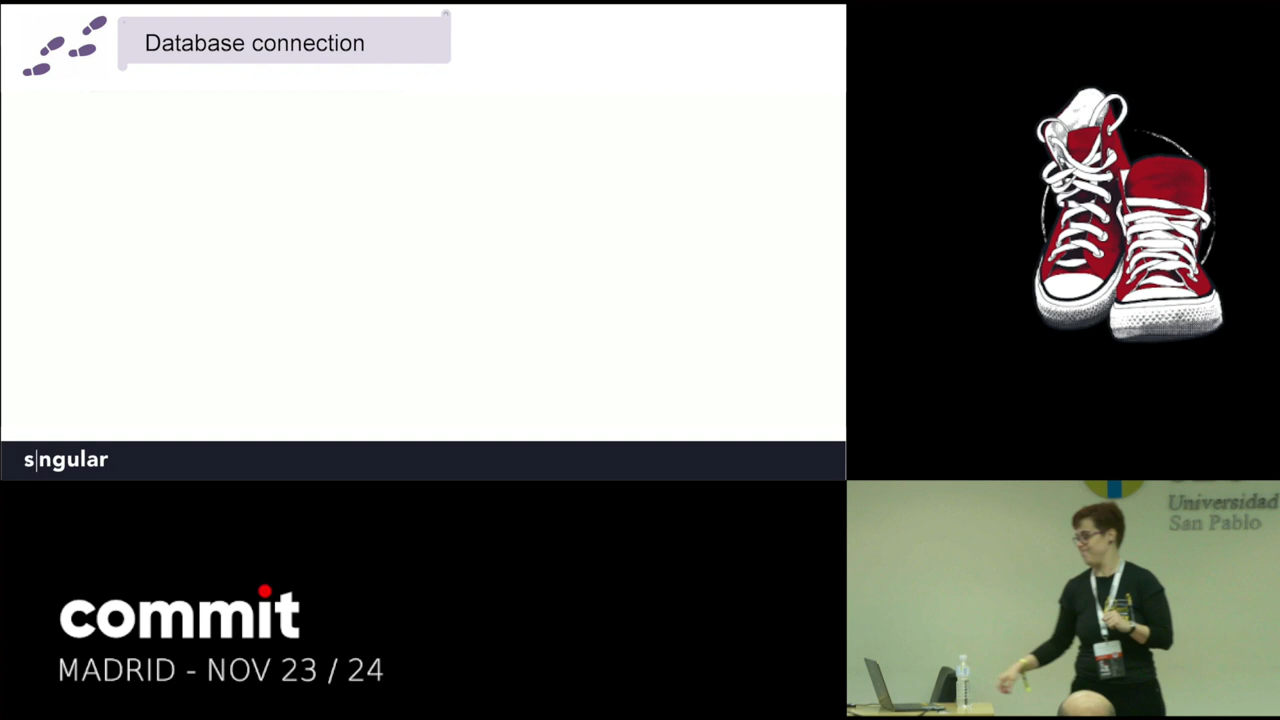 Database connection
s|ngular
commit
MADRID - NOV 23 / 24
Universidad
San Pablo